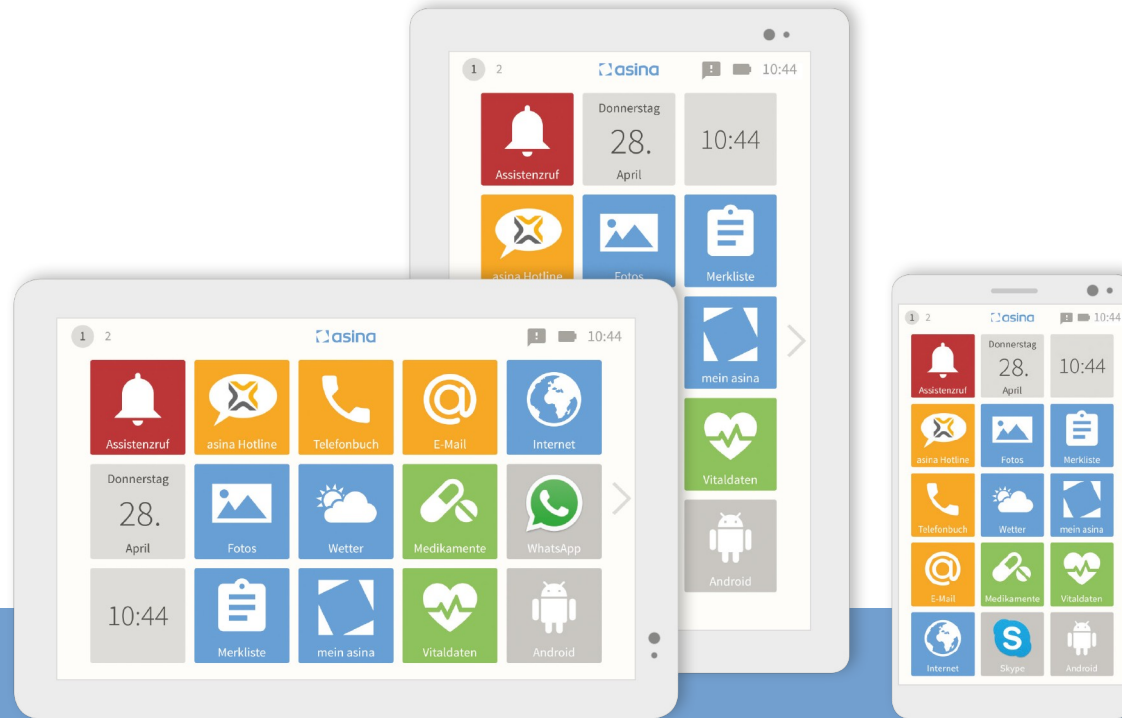 1 2 asina 10:44
Assistenzruf
Donnerstag
28.
April
10:44
asina Hotline
Fotos
Merkliste
mein asina
Vitaldaten
Android
1 2 asina 10:44
Assistenzruf
asina Hotline
Telefonbuch
E-Mail
Internet
Donnerstag
28.
April
Fotos
Wetter
Medikamente
WhatsApp
10:44
Merkliste
mein asina
Vitaldaten
Android
1 2 asina 10:44
Assistenzruf
Donnerstag
28.
April
10:44
asina Hotline
Fotos
Merkliste
Telefonbuch
Wetter
mein asina
E-Mail
Medikamente
Vitaldaten
Internet
Skype
Android